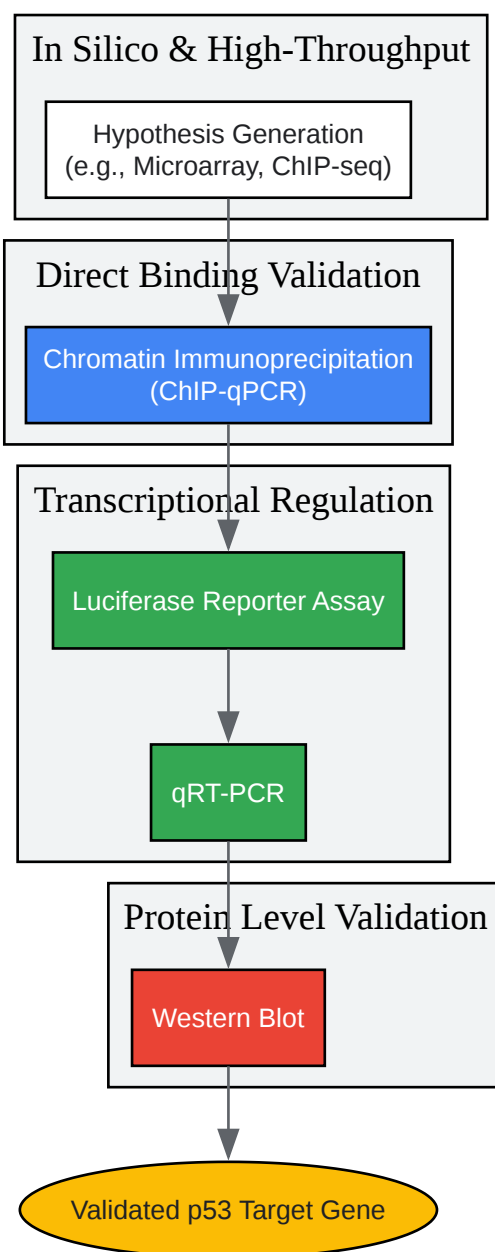 In Silico & High-Throughput
Hypothesis Generation
(e.g., Microarray, ChIP-seq)
Direct Binding Validation
Chromatin Immunoprecipitation
(ChIP-qPCR)
Transcriptional Regulation
Luciferase Reporter Assay
qRT-PCR
Protein Level Validation
Western Blot
Validated p53 Target Gene